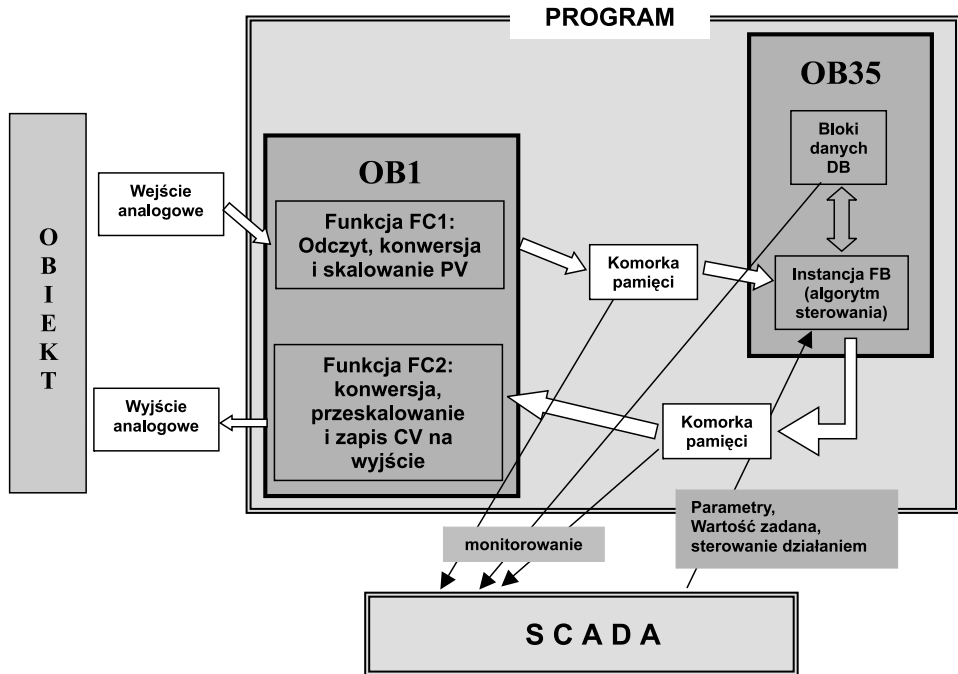 PROGRAM
OB35
Bloki
danych
DB
Instancja FB
(algorytm
sterowania)
OBIEKT
Wejście
analogowe
OB1
Funkcja FC1:
Odczyt, konwersja
i skalowanie PV
Komorka
pamięci
Funkcja FC2:
konwersja,
przeskalowanie
i zapis CV na
wyjście
Wyjście
analogowe
Komorka
pamięci
Parametry,
Wartość zadana,
sterowanie działaniem
monitorowanie
S C A D A